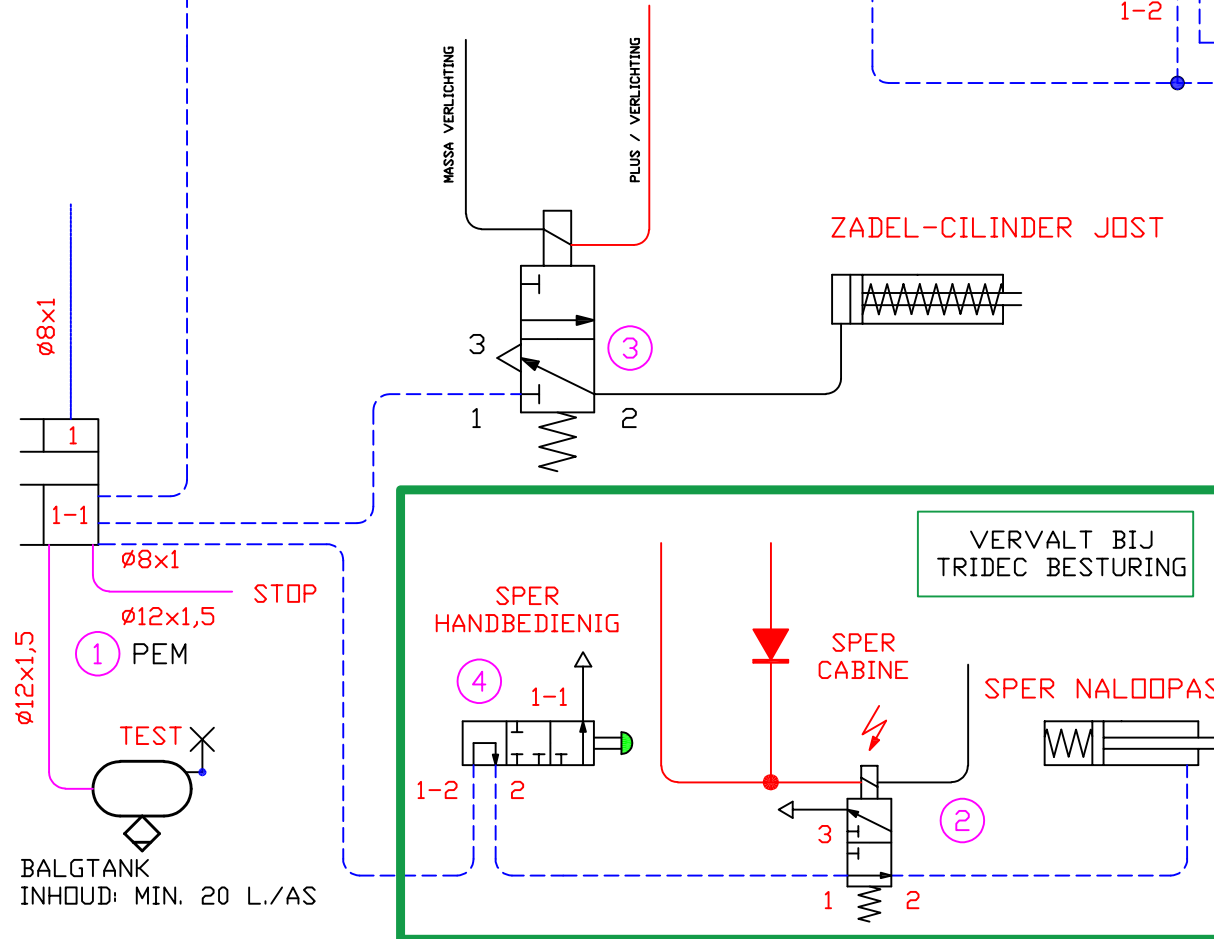 1-2
MASSA VERLICHTING
PLUS / VERLICHTING
ZADEL-CILINDER JOST
Ø8x1
3
3
1
2
1
1-1
Ø8x1
STOP
Ø12x1,5
Ø12x1,5
1
PEM
TEST
BALGTANK
INHOUD: MIN. 20 L./AS
VERVALT BIJ
TRIDEC BESTURING
SPER
HANDBEDIENIG
4
1-1
1-2
2
SPER
CABINE
SPER NALOOPAS
2
3
1
2